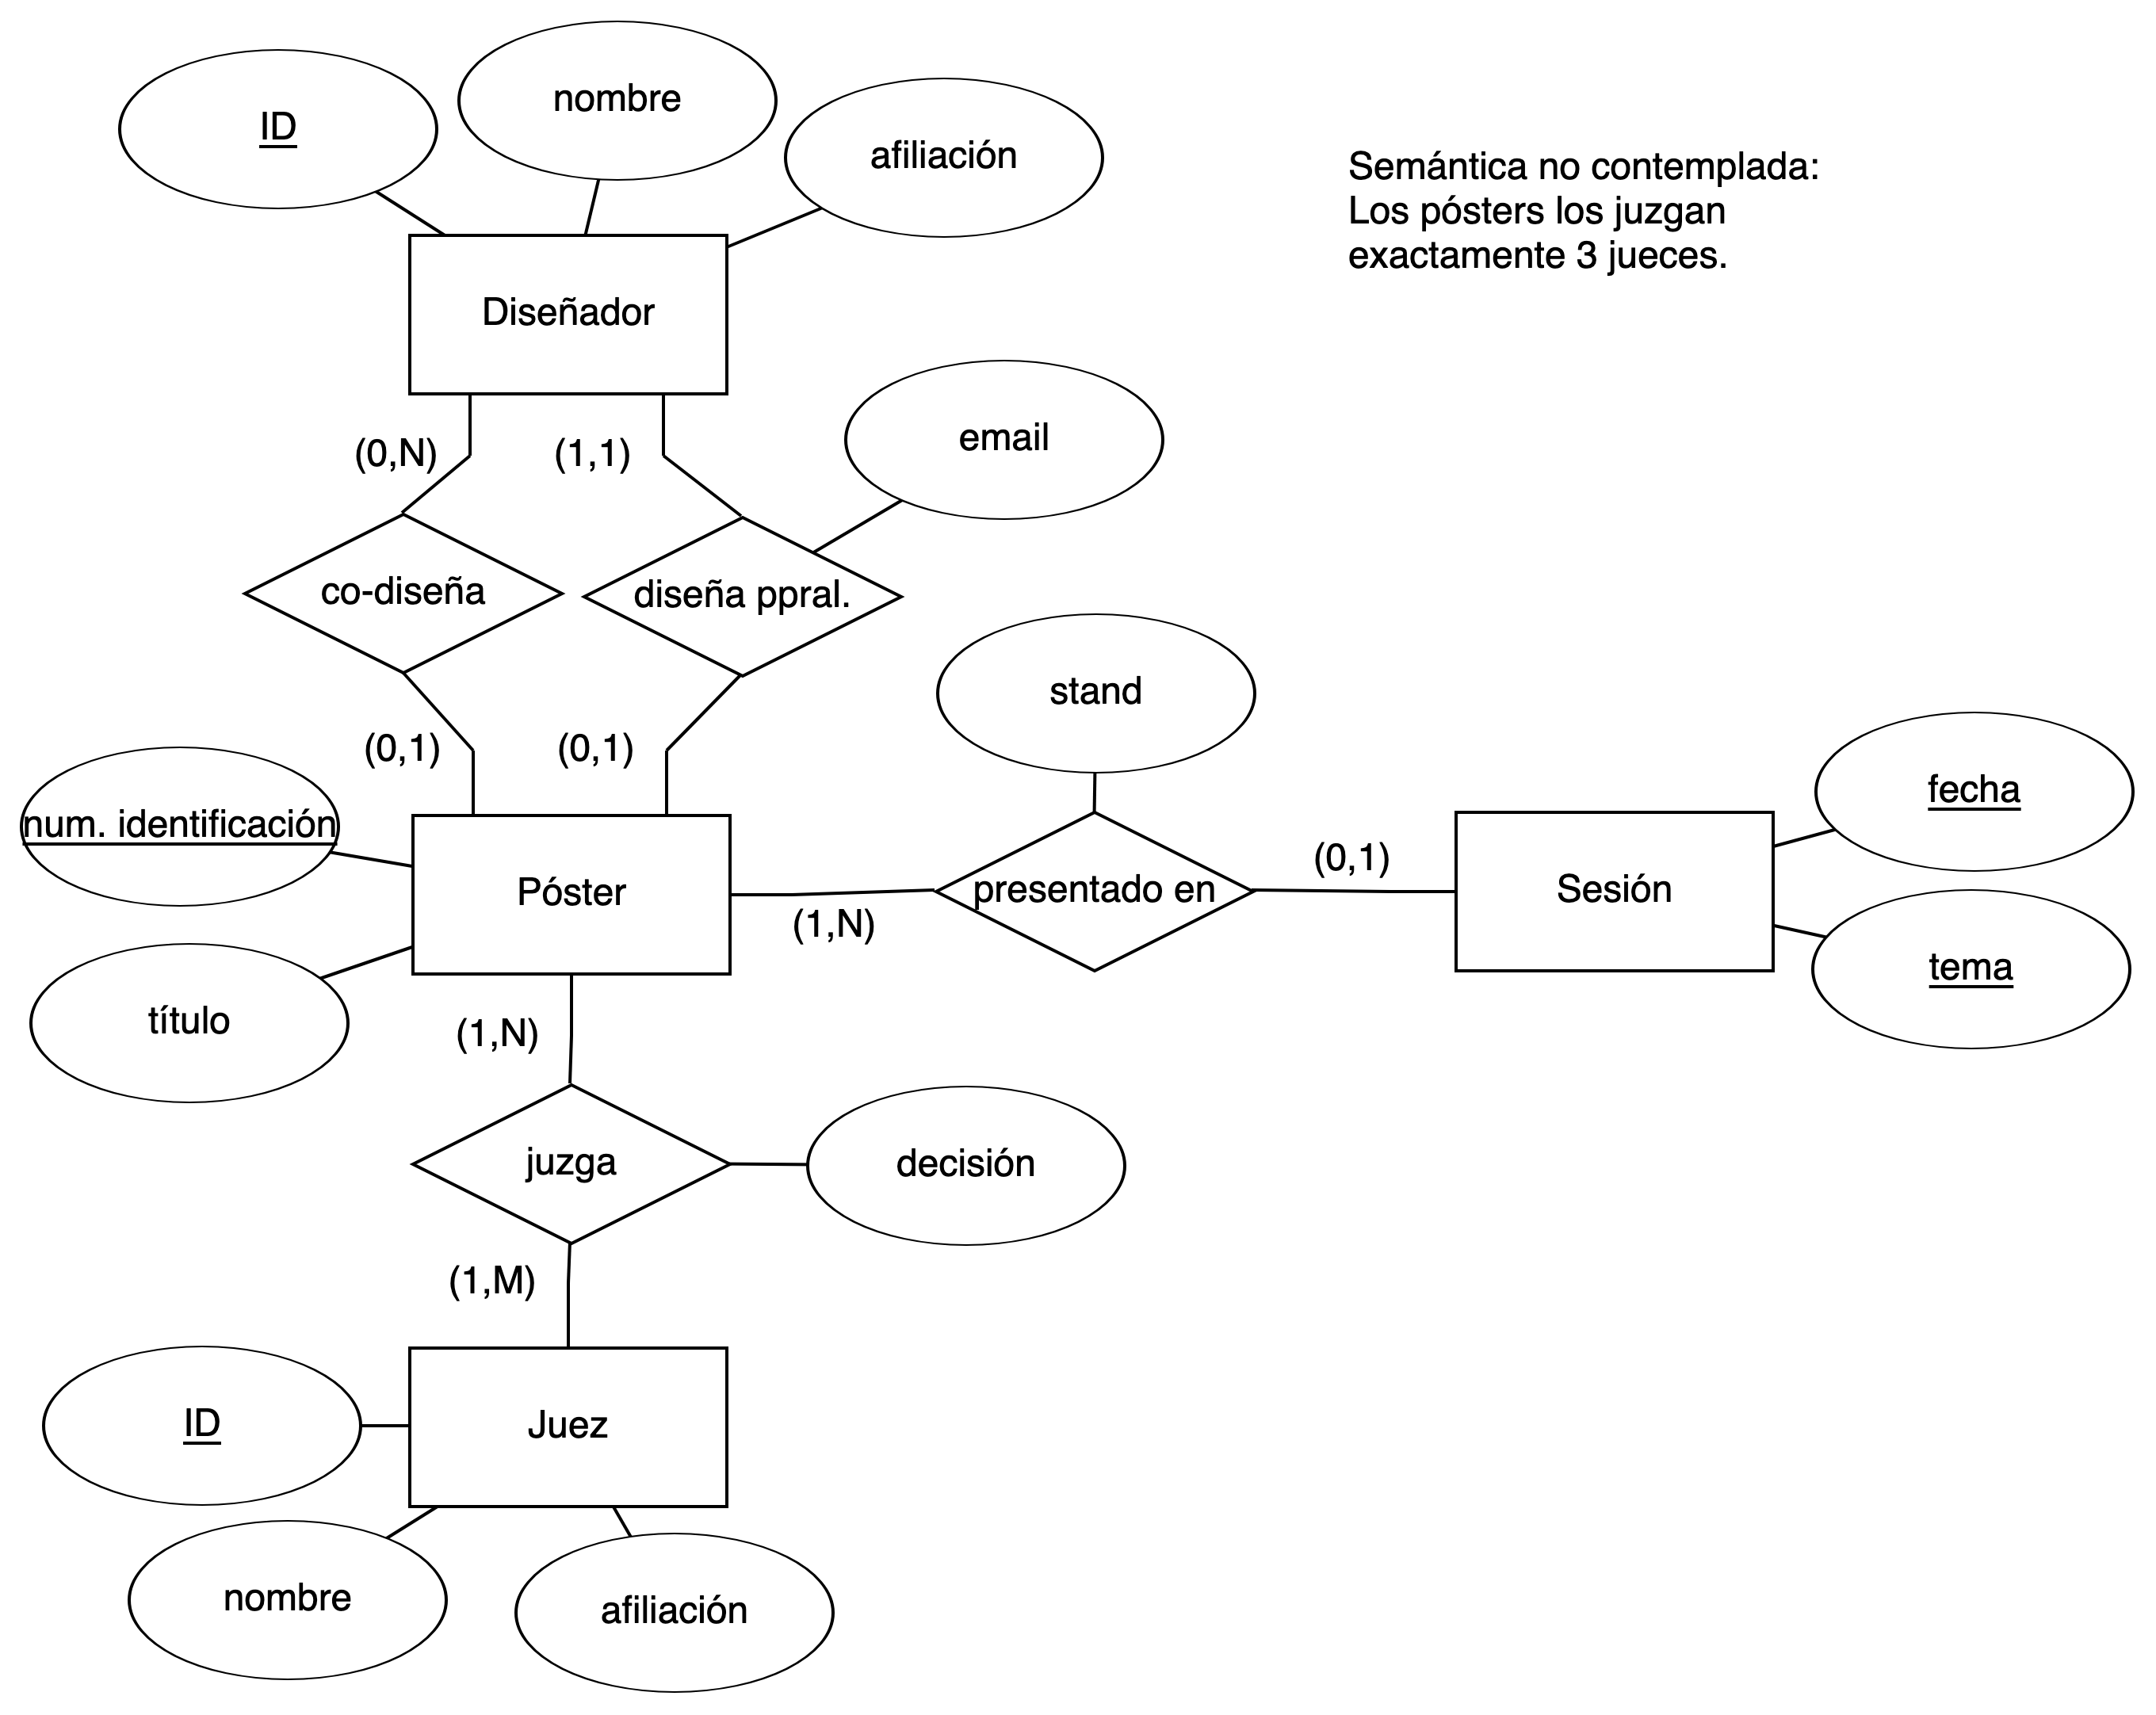 nombre
ID
afiliación
Semántica no contemplada:
Los pósters los juzgan
exactamente 3 jueces.
Diseñador
email
(0,N)
(1,1)
co-diseña
diseña ppral.
stand
(0,1)
(0,1)
fecha
num. identificación
(0,1)
Póster
presentado en
Sesión
(1,N)
tema
título
(1,N)
juzga
decisión
(1,M)
ID
Juez
nombre
afiliación